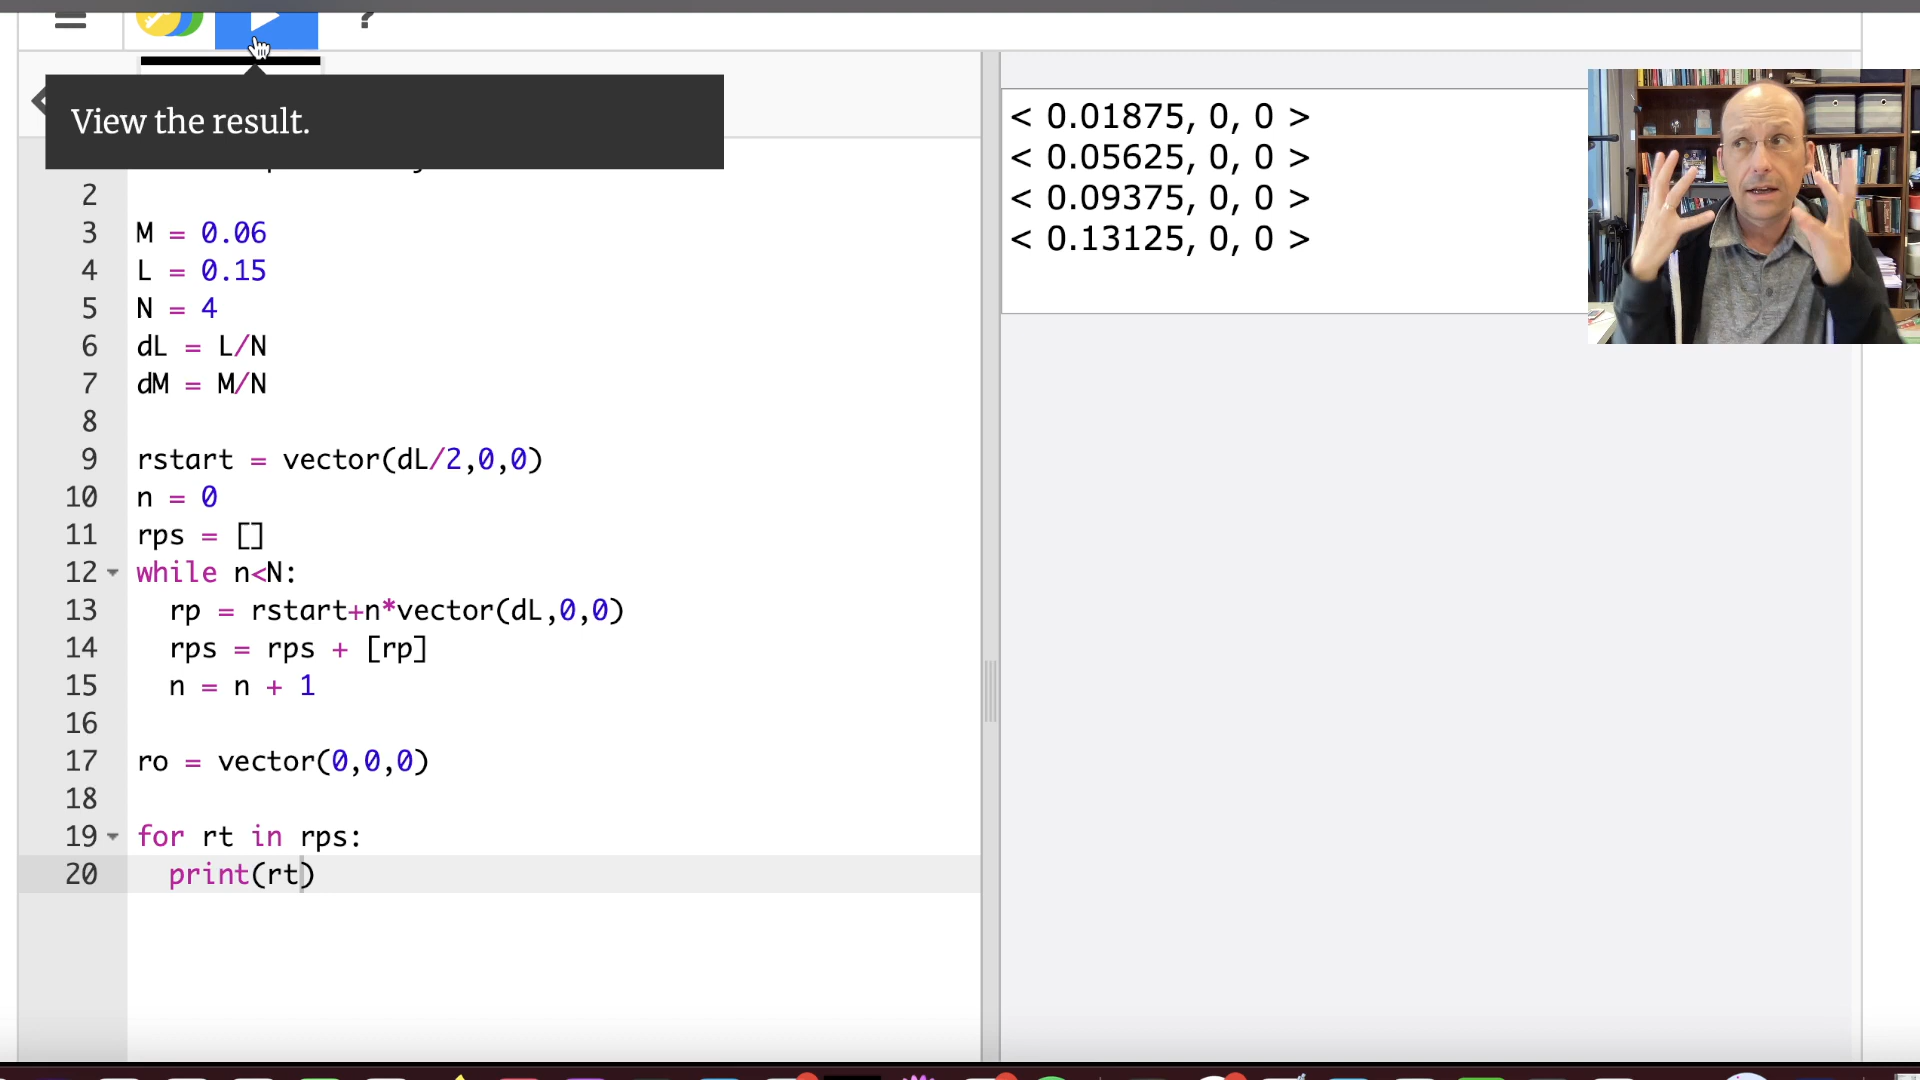 ?
View the result.
2
3 M = 0.06
4 L = 0.15
5 N = 4
6 dL = L/N
7 dM = M/N
8
9 rstart = vector(dL/2,0,0)
10 n = 0
11 rps = []
12 while n<N:
13 rp = rstart+n*vector(dL,0,0)
14 rps = rps + [rp]
15 n = n + 1
16
17 ro = vector(0,0,0)
18
19 for rt in rps:
20 print(rt)
< 0.01875, 0, 0 >
< 0.05625, 0, 0 >
< 0.09375, 0, 0 >
< 0.13125, 0, 0 >